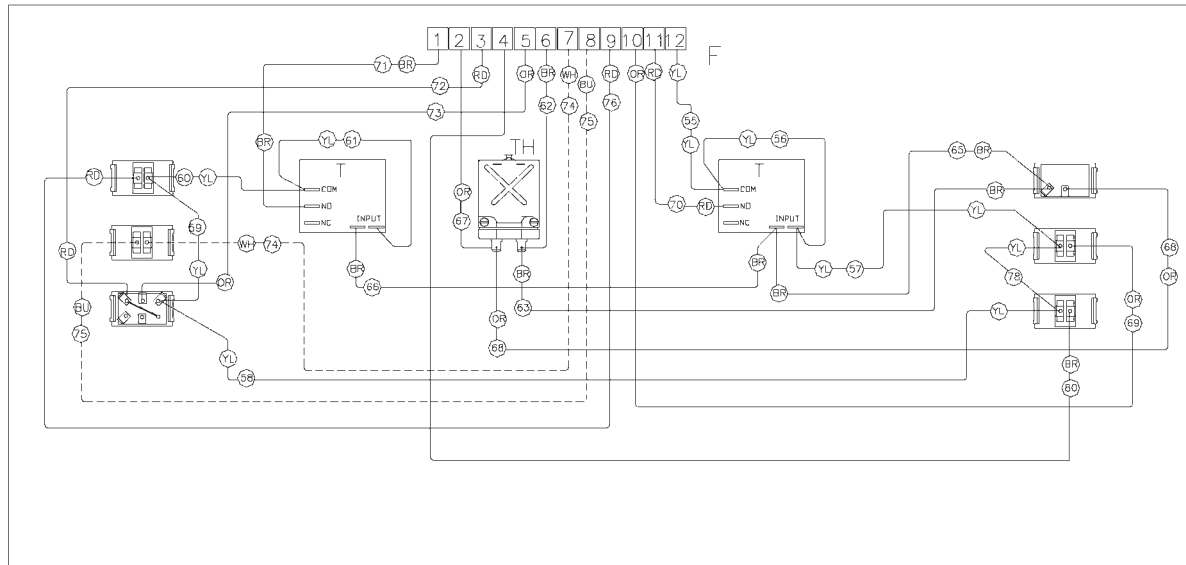 1 2 3 4 5 6 7 8 9 10 11 12
F
71 BR
RD
OR
BR
WH
RD
OR
RD
YL
72
BU
76
73
62
74
75
55
BR
YL 61
TH
YL 56
YL
65 BR
T
T
RD
60
YL
COM
NO
NC
INPUT
OR
67
70
RD
COM
NO
NC
INPUT
BR
59
YL
YL
68
RD
WH
74
YL
OR
BR
66
BR
BR
YL
57
78
OR
BU
75
63
BR
YL
OR
69
OR
68
YL
58
BR
80